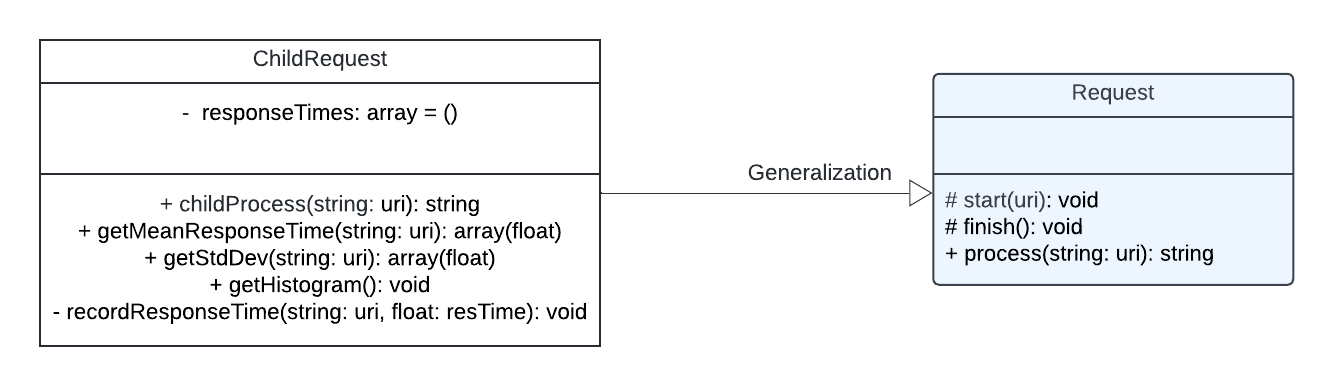 ChildRequest
- responseTimes: array = ()
+ childProcess(string: uri): string
+ getMeanResponseTime(string: uri): array(float)
+ getStdDev(string: uri): array(float)
+ getHistogram(): void
- recordResponseTime(string: uri, float: resTime): void
Generalization
Request
# start(uri): void
# finish(): void
+ process(string: uri): string